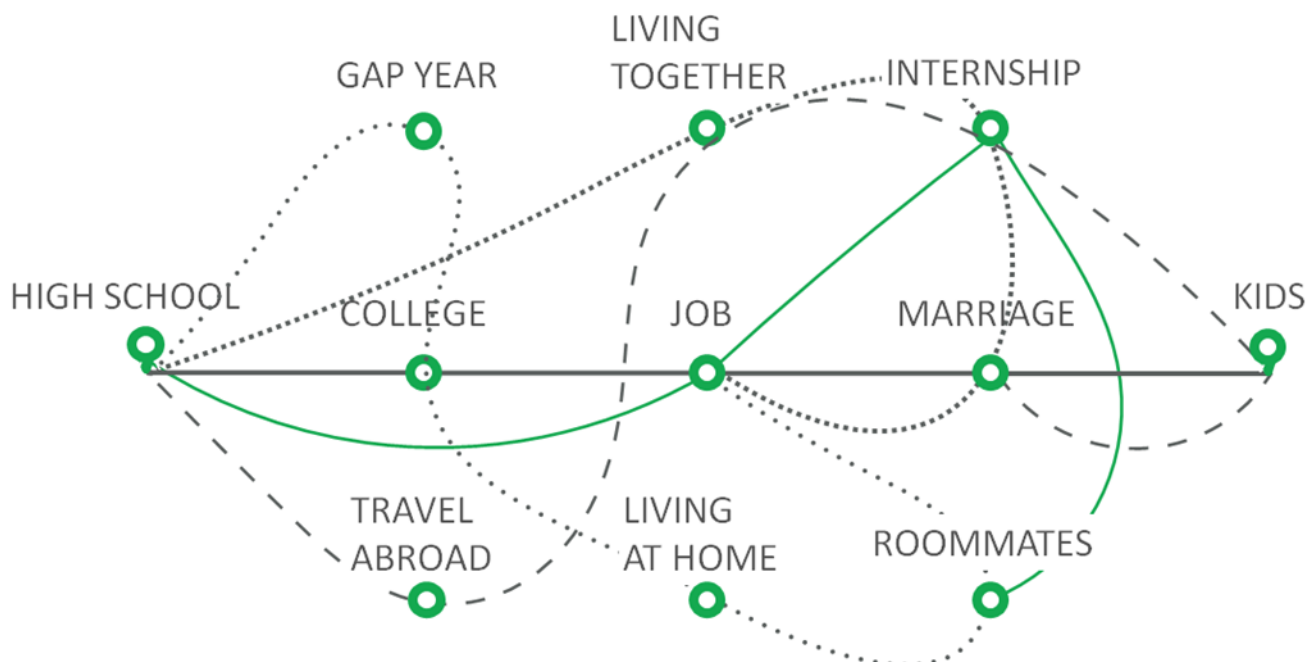 LIVING
TOGETHER
GAP YEAR
INTERNSHIP
HIGH SCHOOL
COLLEGE
JOB
MARRIAGE
KIDS
TRAVEL
ABROAD
LIVING
AT HOME
ROOMMATES